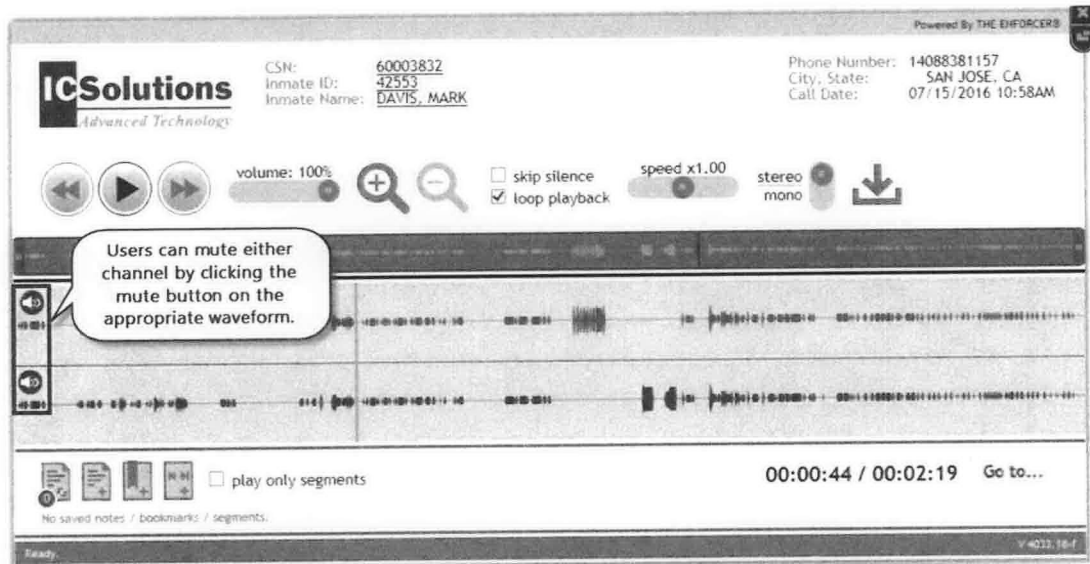 Powered By THE ENFORCER®
ICSolutions
Advanced Technology
CSN: 60003832
Inmate ID: 42553
Inmate Name: DAVIS, MARK
Phone Number: 14088381157
City, State: SAN JOSE, CA
Call Date: 07/15/2016 10:58AM
volume: 100%
skip silence
loop playback
speed x1.00
stereo
mono
Users can mute either
channel by clicking the
mute button on the
appropriate waveform.
play only segments
00:00:44 / 00:02:19 Go to...
0
No saved notes / bookmarks / segments.
Ready.